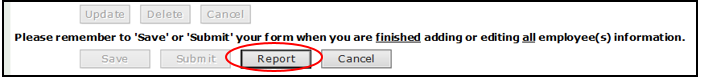 Update Delete Cancel
Please remember to 'Save' or 'Submit' your form when you are finished adding or editing all employee(s) information.
Save Submit Report Cancel